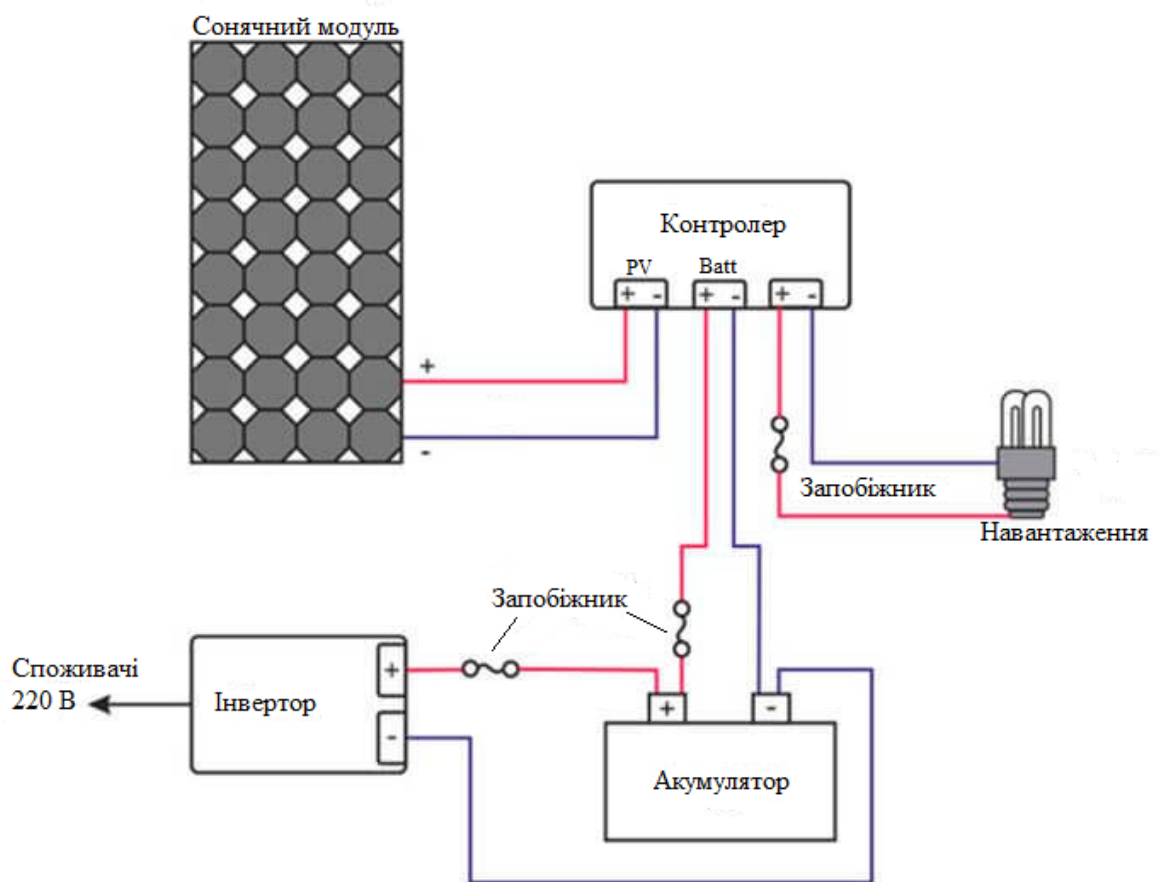 Сонячний модуль
Контролер
PV
Batt
+ -
+ -
+ -
+
-
Запобіжник
Навантаження
Запобіжник
Споживачі
220 В
Інвертор
+
-
+
-
Акумулятор